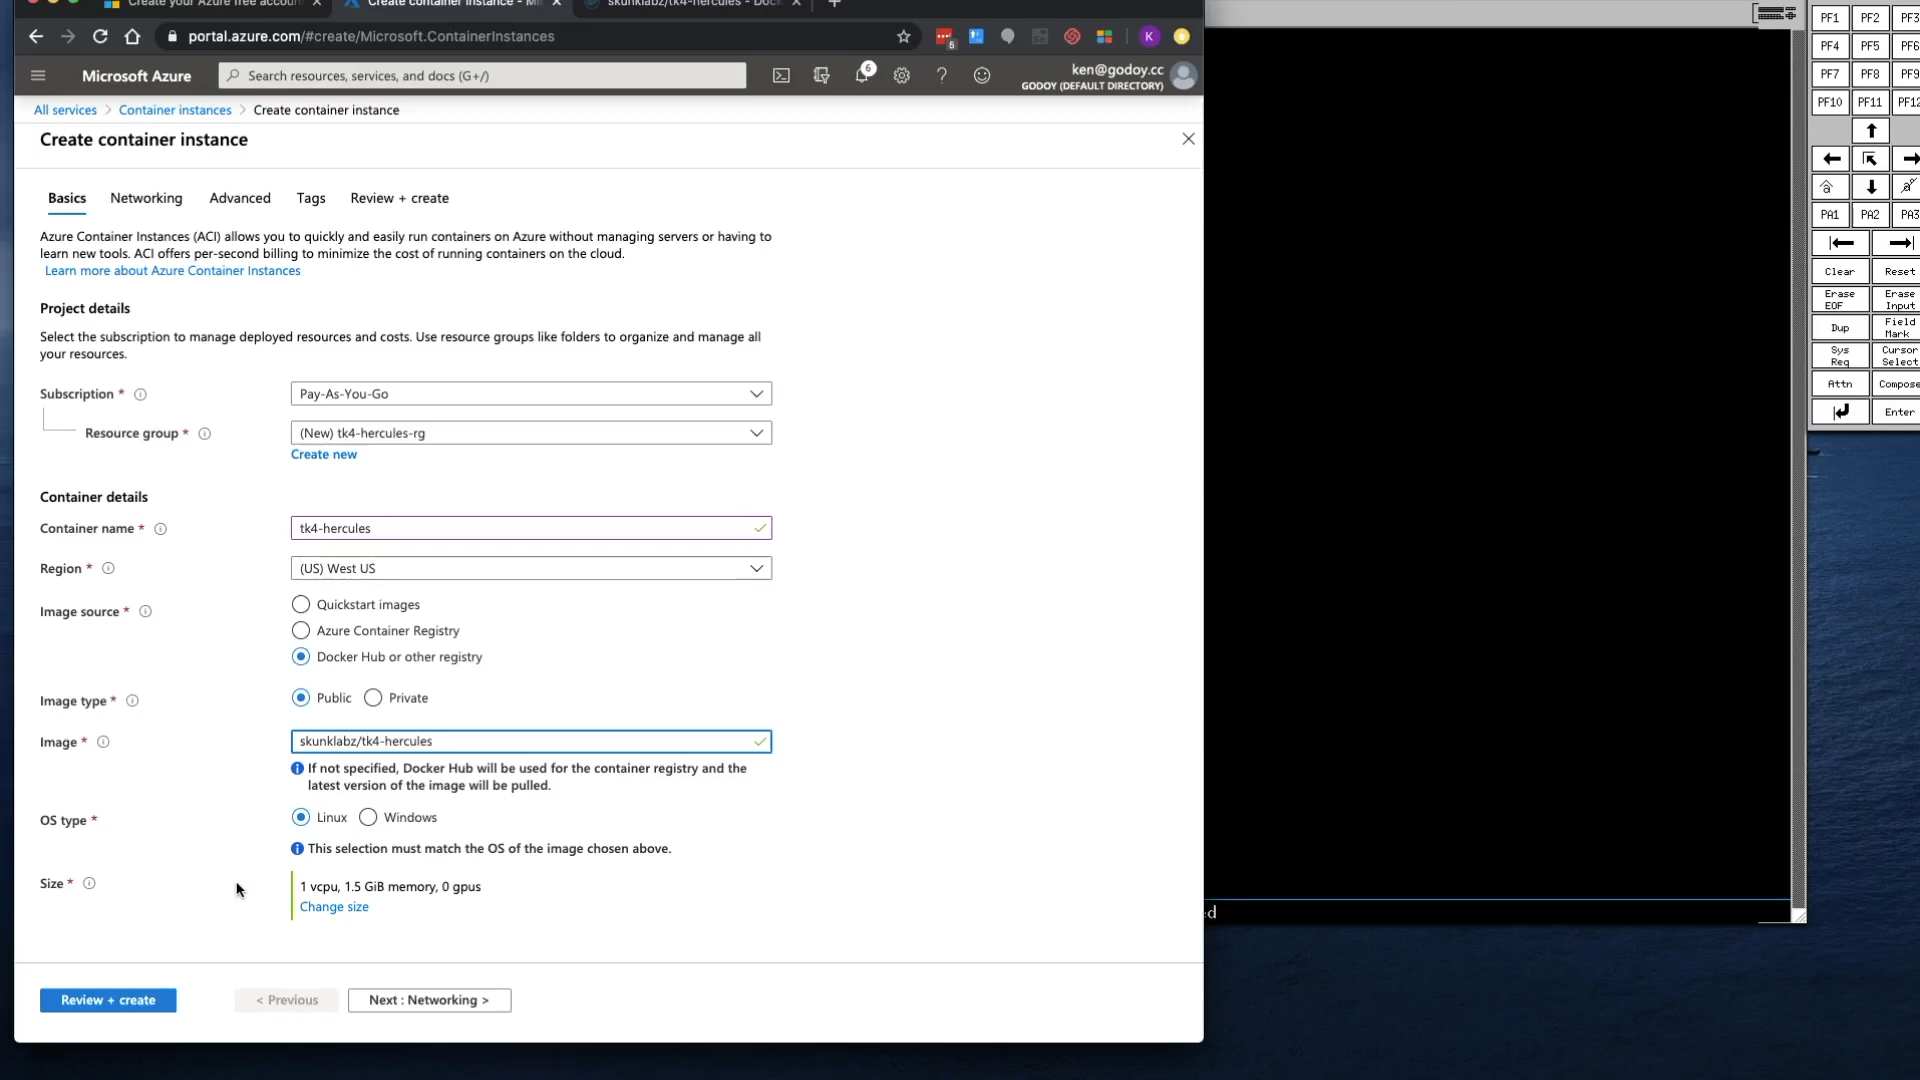 Create your Azure free accoun
Create container instance - Mi
skunklabz/tk4-hercules - Dock
portal.azure.com/#create/Microsoft.ContainerInstances
5
K
Microsoft Azure
Search resources, services, and docs (G+/)
6
ken@godoy.cc
GODOY (DEFAULT DIRECTORY)
All services > Container instances > Create container instance
Create container instance
Basics
Networking
Advanced
Tags
Review + create
Azure Container Instances (ACI) allows you to quickly and easily run containers on Azure without managing servers or having to
learn new tools. ACI offers per-second billing to minimize the cost of running containers on the cloud.
Learn more about Azure Container Instances
Project details
Select the subscription to manage deployed resources and costs. Use resource groups like folders to organize and manage all
your resources.
Subscription *
Pay-As-You-Go
Resource group *
(New) tk4-hercules-rg
Create new
Container details
Container name *
tk4-hercules
Region *
(US) West US
Image source *
Quickstart images
Azure Container Registry
Docker Hub or other registry
Image type *
Public
Private
Image *
skunklabz/tk4-hercules
If not specified, Docker Hub will be used for the container registry and the
latest version of the image will be pulled.
OS type *
Linux
Windows
This selection must match the OS of the image chosen above.
Size *
1 vcpu, 1.5 GiB memory, 0 gpus
Change size
Review + create
< Previous
Next : Networking >
ed
PF1 PF2 PF3
PF4 PF5 PF6
PF7 PF8 PF9
PF10 PF11 PF12
PA1 PA2 PA3
Clear Reset
Erase EOF
Erase Input
Dup
Field Mark
Sys Req
Cursor Select
Attn Compose
Enter